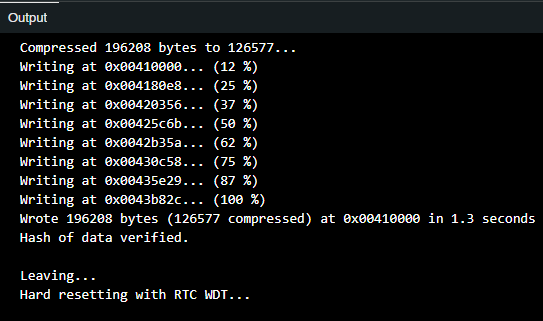 Output
Compressed 196208 bytes to 126577...
Writing at 0x00410000... (12 %)
Writing at 0x004180e8... (25 %)
Writing at 0x00420356... (37 %)
Writing at 0x00425c6b... (50 %)
Writing at 0x0042b35a... (62 %)
Writing at 0x00430c58... (75 %)
Writing at 0x00435e29... (87 %)
Writing at 0x0043b82c... (100 %)
Wrote 196208 bytes (126577 compressed) at 0x00410000 in 1.3 seconds
Hash of data verified.
Leaving...
Hard resetting with RTC WDT...